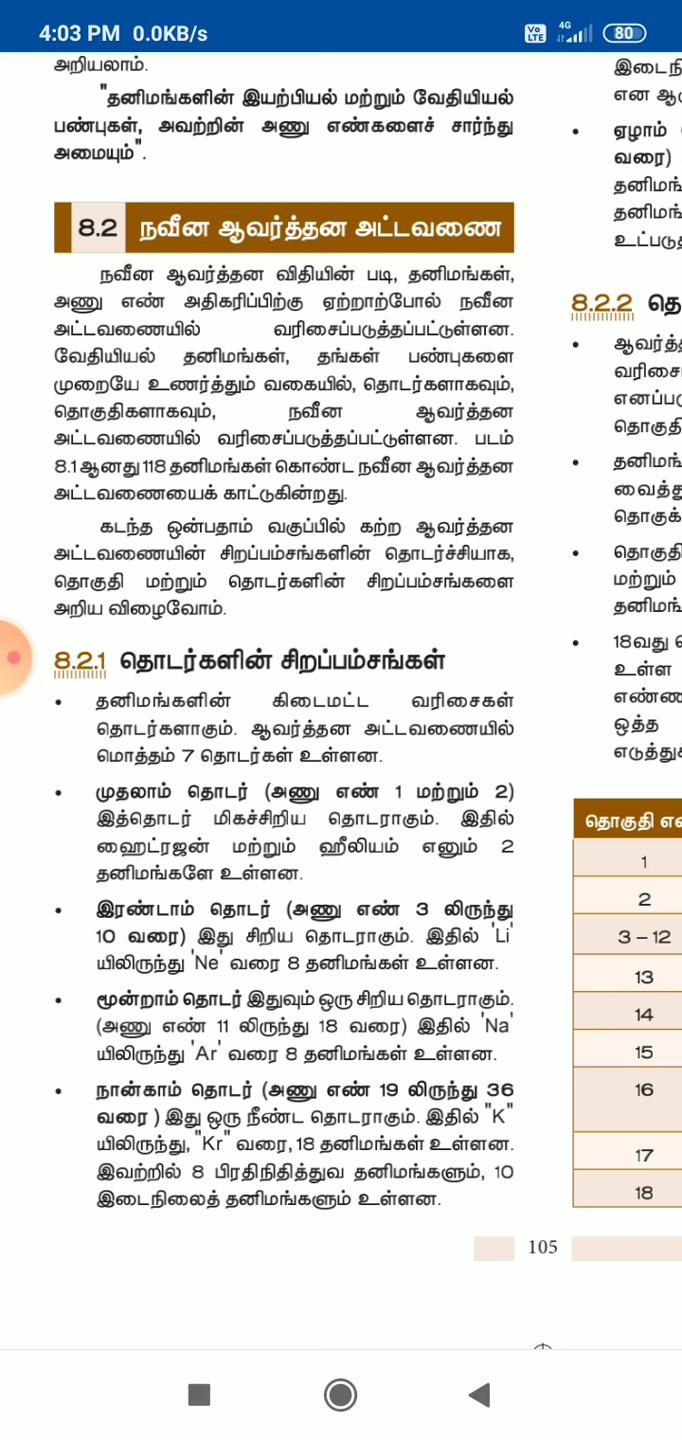 4:03 PM 0.0KB/s
Vo LTE 4G 80
அறியலாம்.
"தனிமங்களின் இயற்பியல் மற்றும் வேதியியல்
பண்புகள், அவற்றின் அணு எண்களைச் சார்ந்து
அமையும்".
8.2 நவீன ஆவர்த்தன அட்டவணை
நவீன ஆவர்த்தன விதியின் படி, தனிமங்கள்,
அணு எண் அதிகரிப்பிற்கு ஏற்றாற்போல் நவீன
அட்டவணையில் வரிசைப்படுத்தப்பட்டுள்ளன.
வேதியியல் தனிமங்கள், தங்கள் பண்புகளை
முறையே உணர்த்தும் வகையில், தொடர்களாகவும்,
தொகுதிகளாகவும், நவீன ஆவர்த்தன
அட்டவணையில் வரிசைப்படுத்தப்பட்டுள்ளன. படம்
8.1ஆனது 118 தனிமங்கள் கொண்ட நவீன ஆவர்த்தன
அட்டவணையைக் காட்டுகின்றது.
கடந்த ஒன்பதாம் வகுப்பில் கற்ற ஆவர்த்தன
அட்டவணையின் சிறப்பம்சங்களின் தொடர்ச்சியாக,
தொகுதி மற்றும் தொடர்களின் சிறப்பம்சங்களை
அறிய விழைவோம்.
8.2.1 தொடர்களின் சிறப்பம்சங்கள்
• தனிமங்களின் கிடைமட்ட வரிசைகள்
தொடர்களாகும். ஆவர்த்தன அட்டவணையில்
மொத்தம் 7 தொடர்கள் உள்ளன.
• முதலாம் தொடர் (அணு எண் 1 மற்றும் 2)
இத்தொடர் மிகச்சிறிய தொடராகும். இதில்
ஹைட்ரஜன் மற்றும் ஹீலியம் எனும் 2
தனிமங்களே உள்ளன.
• இரண்டாம் தொடர் (அணு எண் 3 லிருந்து
10 வரை) இது சிறிய தொடராகும். இதில் 'Li'
யிலிருந்து 'Ne' வரை 8 தனிமங்கள் உள்ளன.
• மூன்றாம் தொடர் இதுவும் ஒரு சிறிய தொடராகும்.
(அணு எண் 11 லிருந்து 18 வரை) இதில் 'Na'
யிலிருந்து 'Ar' வரை 8 தனிமங்கள் உள்ளன.
• நான்காம் தொடர் (அணு எண் 19 லிருந்து 36
வரை ) இது ஒரு நீண்ட தொடராகும். இதில் "K"
யிலிருந்து, "Kr" வரை, 18 தனிமங்கள் உள்ளன.
இவற்றில் 8 பிரதிநிதித்துவ தனிமங்களும், 10
இடைநிலைத் தனிமங்களும் உள்ளன.
என
• ஏழாம்
வரை)
8.2.2
•
•
•
மற்றும்
• 18வது
உள்ள
ஒத்த
தொகுதி
1
2
3 – 12
13
14
15
16
17
18
105